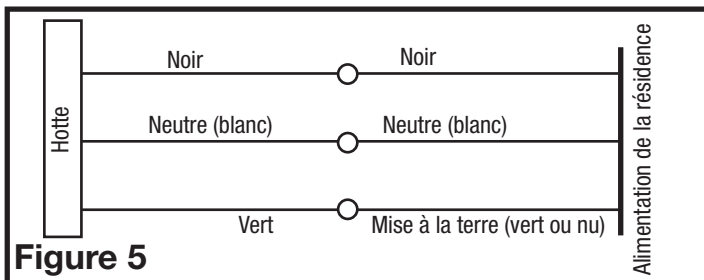 Hotte
Noir
Noir
Neutre (blanc)
Neutre (blanc)
Vert
Mise à la terre (vert ou nu)
Alimentation de la résidence
Figure 5